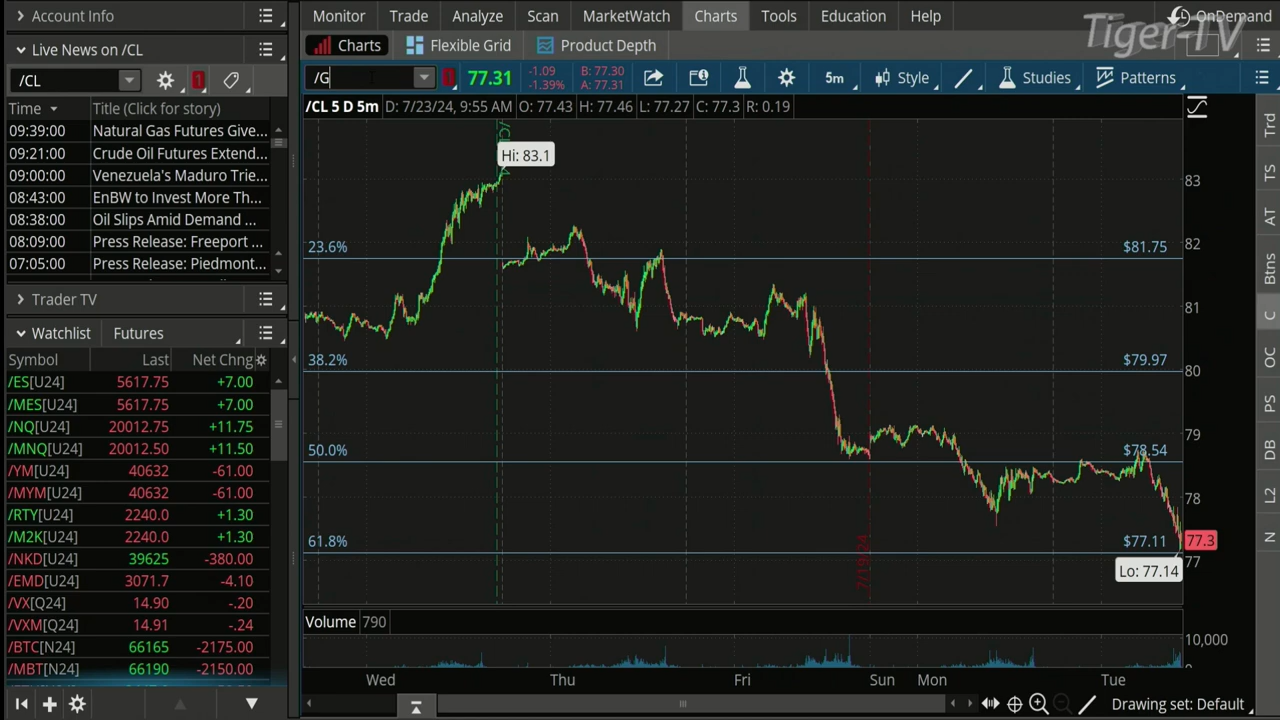 Account Info
Monitor Trade Analyze Scan MarketWatch Charts Tools Education Help OnDemand
Tiger-TV
Live News on /CL
Charts Flexible Grid Product Depth
/CL 1
/G 77.31 -1.09 -1.39% B: 77.30 A: 77.31 5m Style Studies Patterns
Time Title (Click for story)
/CL 5 D 5m D: 7/23/24, 9:55 AM O: 77.43 H: 77.46 L: 77.27 C: 77.3 R: 0.19
09:39:00 Natural Gas Futures Give...
09:21:00 Crude Oil Futures Extend...
09:00:00 Venezuela's Maduro Trie...
08:43:00 EnBW to Invest More Th...
08:38:00 Oil Slips Amid Demand ...
08:09:00 Press Release: Freeport ...
07:05:00 Press Release: Piedmont...
Trader TV
Watchlist Futures
Symbol Last Net Chng
/ES[U24] 5617.75 +7.00
/MES[U24] 5617.75 +7.00
/NQ[U24] 20012.75 +11.75
/MNQ[U24] 20012.50 +11.50
/YM[U24] 40632 -61.00
/MYM[U24] 40632 -61.00
/RTY[U24] 2240.0 +1.30
/M2K[U24] 2240.0 +1.30
/NKD[U24] 39625 -380.00
/EMD[U24] 3071.7 -4.10
/VX[Q24] 14.90 -.20
/VXM[Q24] 14.91 -.24
/BTC[N24] 66165 -2175.00
/MBT[N24] 66190 -2150.00
Hi: 83.1
83
82
23.6% $81.75
81
38.2% $79.97
80
79
50.0% $78.54
78
61.8% $77.11
77.3
77
Lo: 77.14
7/19/24
Volume 790
10,000
0
Wed Thu Fri Sun Mon Tue
Drawing set: Default
Trd
TS
AT
Btns
C
OC
PS
DB
L2
N